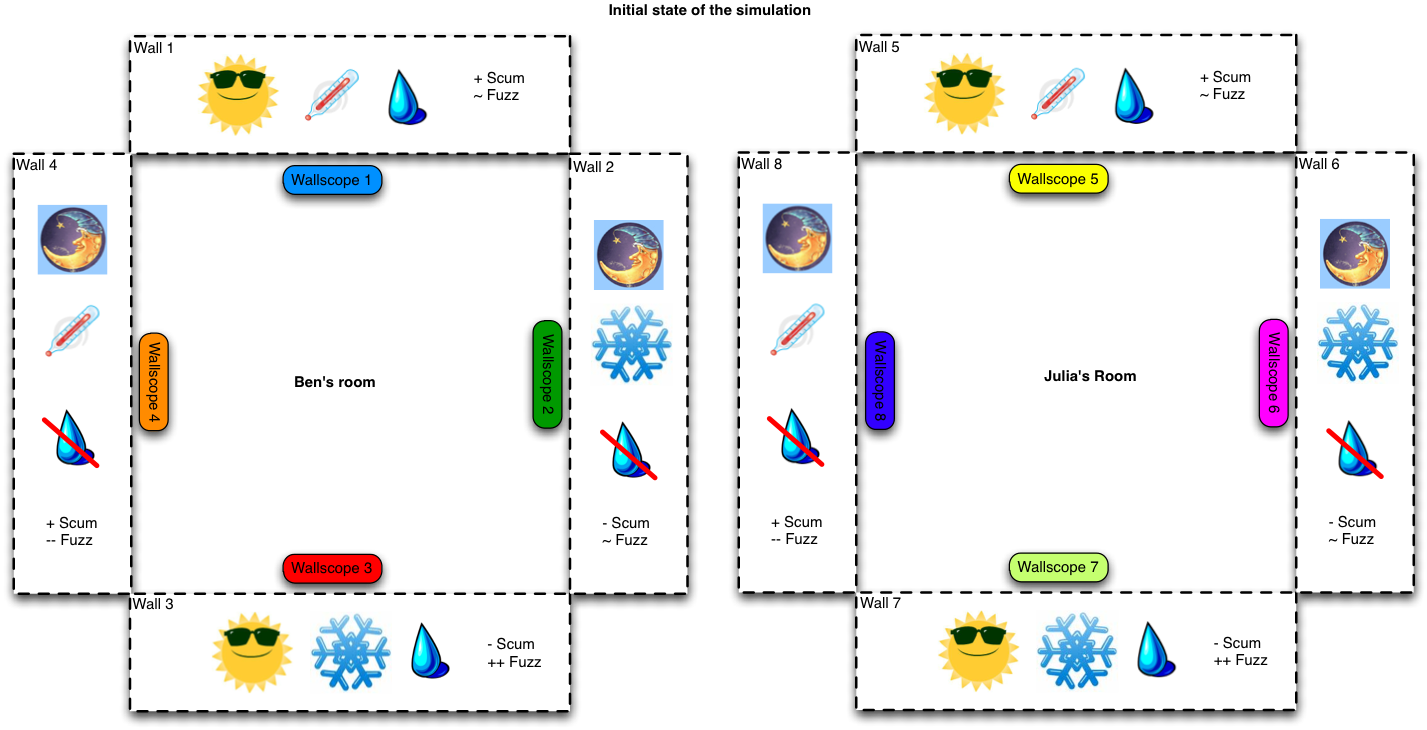 Initial state of the simulation
Wall 1
+ Scum
~ Fuzz
Wall 4
Wallscope 1
Wall 2
Wallscope 4
Ben's room
Wallscope 2
+ Scum
-- Fuzz
- Scum
~ Fuzz
Wallscope 3
Wall 3
- Scum
++ Fuzz
Wall 5
+ Scum
~ Fuzz
Wall 8
Wallscope 5
Wall 6
Wallscope 8
Julia's Room
Wallscope 6
+ Scum
-- Fuzz
- Scum
~ Fuzz
Wallscope 7
Wall 7
- Scum
++ Fuzz